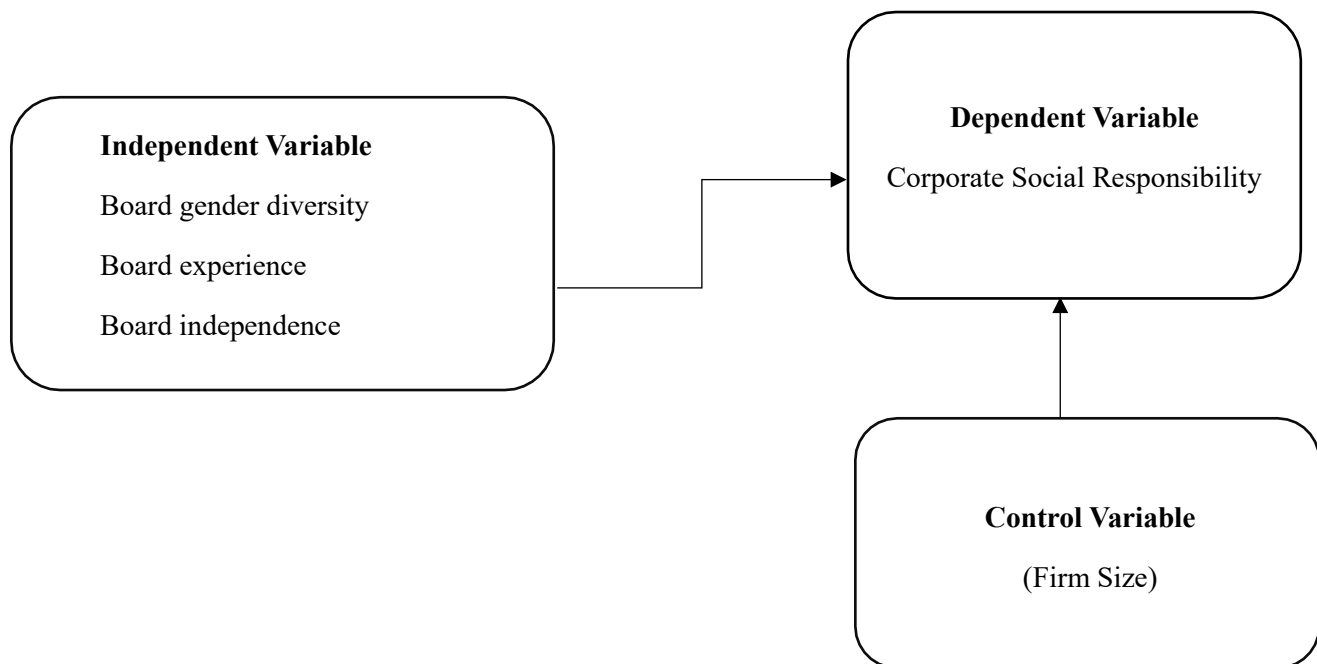 Independent Variable
Board gender diversity
Board experience
Board independence
Dependent Variable
Corporate Social Responsibility
Control Variable
(Firm Size)